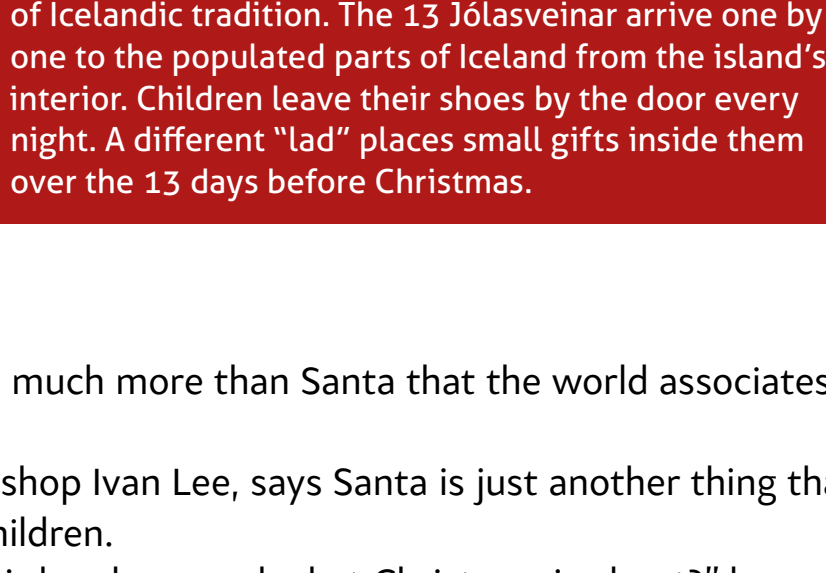 of Icelandic tradition. The 13 Jólasveinar arrive one by
one to the populated parts of Iceland from the island’s
interior. Children leave their shoes by the door every
night. A different “lad” places small gifts inside them
over the 13 days before Christmas.
much more than Santa that the world associates
Ivan Lee, says Santa is just another thing